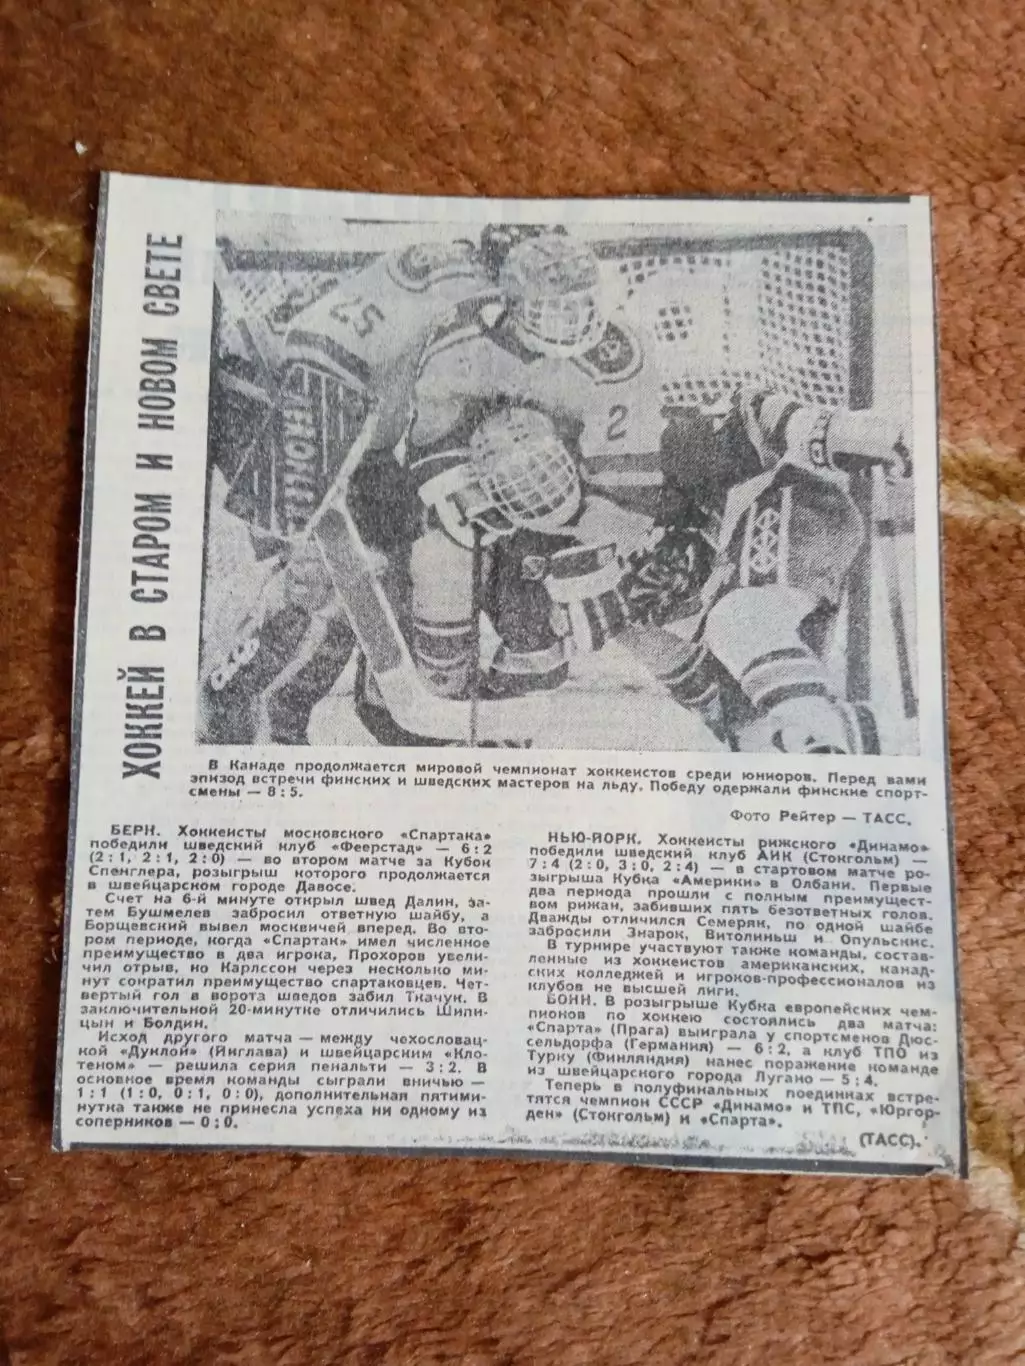 ХОККЕЙ В СТАРОМ И НОВОМ СВЕТЕ
25
2
В Канаде продолжается мировой чемпионат хоккеистов среди юниоров. Перед вами
эпизод встречи финских и шведских мастеров на льду. Победу одержали финские спорт-
смены — 8 : 5.
Фото Рейтер — ТАСС.
БЕРН. Хоккеисты московского «Спартака»
победили шведский клуб «Феерстад» — 6 : 2
(2 : 1, 2 : 1, 2 : 0) — во втором матче за Кубок
Спенглера, розыгрыш которого продолжается
в швейцарском городе Давосе.
Счет на 6-й минуте открыл швед Далин, за-
тем Бушмелев забросил ответную шайбу, а
Борщевский вывел москвичей вперед. Во вто-
ром периоде, когда «Спартак» имел численное
преимущество в два игрока, Прохоров увели-
чил отрыв, но Карлссон через несколько ми-
нут сократил преимущество спартаковцев. Чет-
вертый гол в ворота шведов забил Ткачук. В
заключительной 20-минутке отличились Шипи-
цын и Болдин.
Исход другого матча — между чехословац-
кой «Дуклой» (Йиглава) и швейцарским «Кло-
теном» — решила серия пенальти — 3 : 2. В
основное время команды сыграли вничью —
1 : 1 (1 : 0, 0 : 1, 0 : 0), дополнительная пятими-
нутка также не принесла успеха ни одному из
соперников — 0 : 0.
НЬЮ-ЙОРК. Хоккеисты рижского «Динамо»
победили шведский клуб АИК (Стокгольм) —
7 : 4 (2 : 0, 3 : 0, 2 : 4) — в стартовом матче ро-
зыгрыша Кубка «Америки» в Олбани. Первые
два периода прошли с полным преимущест-
вом рижан, забивших пять безответных голов.
Дважды отличился Семеряк, по одной шайбе
забросили Знарок, Витолиньш и Опульскис.
В турнире участвуют также команды, состав-
ленные из хоккеистов американских, канад-
ских колледжей и игроков-профессионалов из
клубов не высшей лиги.
БОНН. В розыгрыше Кубка европейских чем-
пионов по хоккею состоялись два матча:
«Спарта» (Прага) выиграла у спортсменов Дюс-
сельдорфа (Германия) — 6 : 2, а клуб ТПО из
Турку (Финляндия) нанес поражение команде
из швейцарского города Лугано — 5 : 4.
Теперь в полуфинальных поединках встре-
тятся чемпион СССР «Динамо» и ТПС, «Юргор-
ден» (Стокгольм) и «Спарта».
(ТАСС).